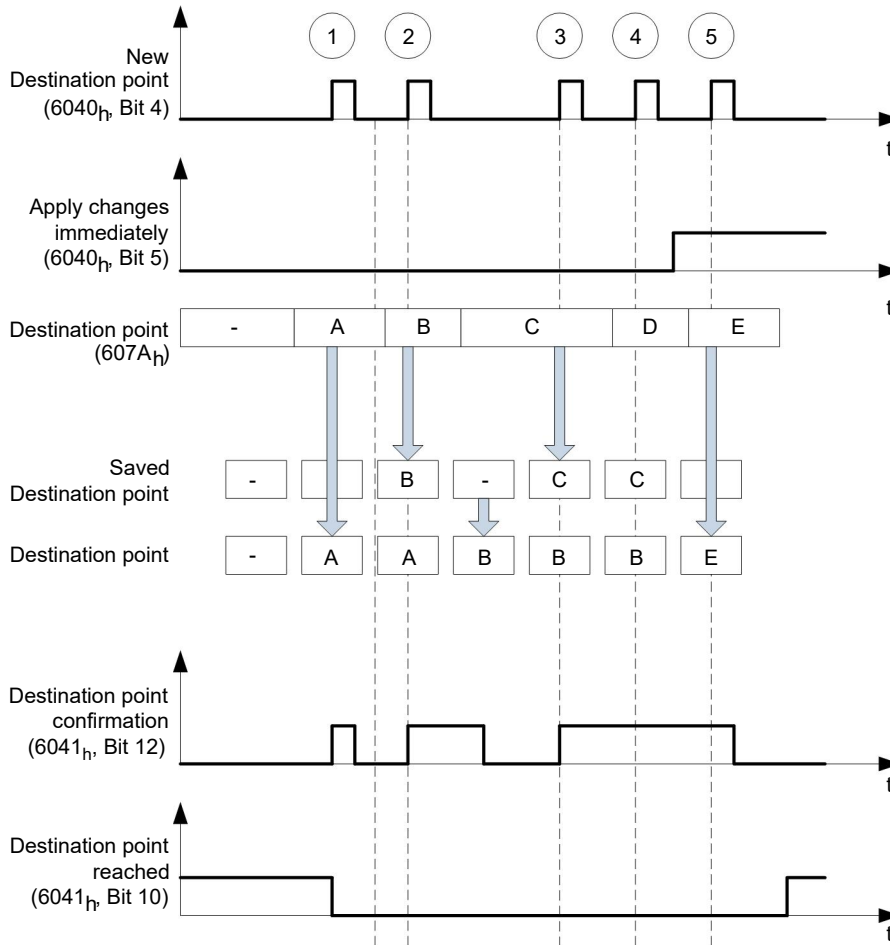 1 2 3 4 5
New
Destination point
(6040h, Bit 4)
t
Apply changes
immediately
(6040h, Bit 5)
t
Destination point
(607Ah)
- A B C D E
Saved
Destination point
- B - C C
Destination point
- A A B B B E
Destination point
confirmation
(6041h, Bit 12)
t
Destination point
reached
(6041h, Bit 10)
t